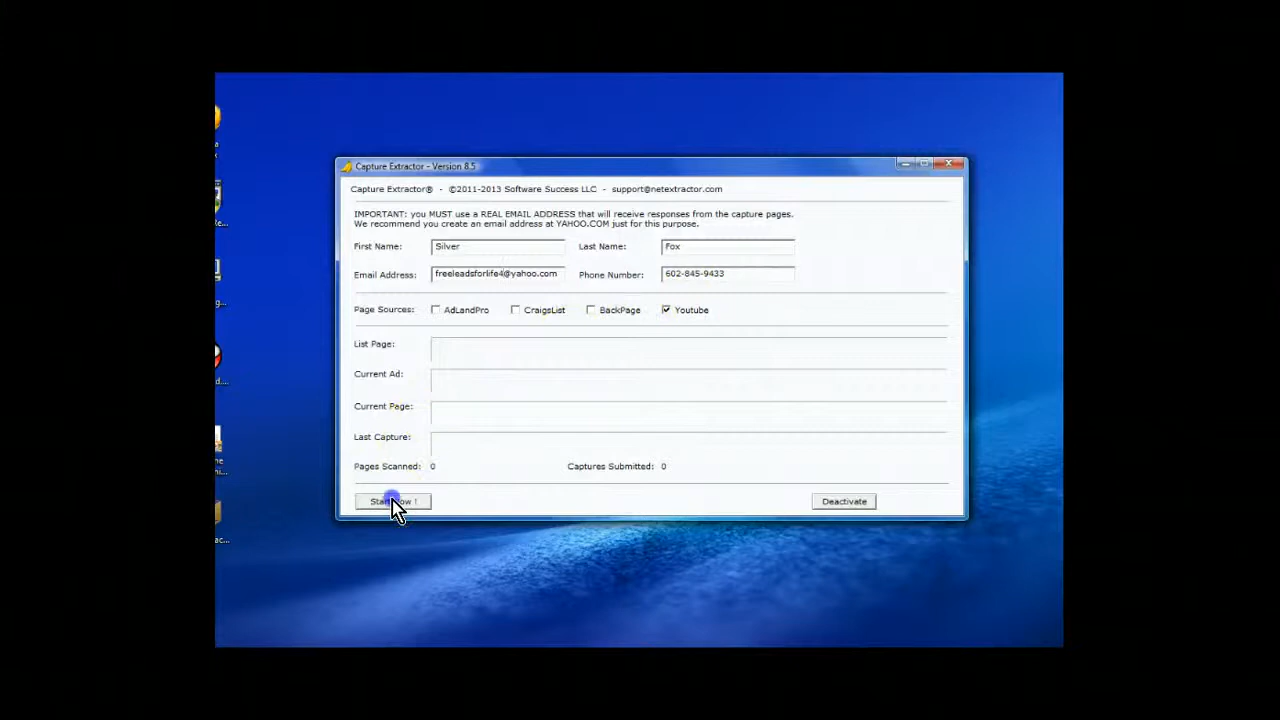 Capture Extractor - Version 8.5
Capture Extractor® - ©2011-2013 Software Success LLC - support@netextractor.com
IMPORTANT: you MUST use a REAL EMAIL ADDRESS that will receive responses from the capture pages.
We recommend you create an email address at YAHOO.COM just for this purpose.
First Name: Silver Last Name: Fox
Email Address: freeleadsforlife4@yahoo.com Phone Number: 602-845-9433
Page Sources: AdLandPro CraigsList BackPage Youtube
List Page:
Current Ad:
Current Page:
Last Capture:
Pages Scanned: 0 Captures Submitted: 0
Start Now ! Deactivate